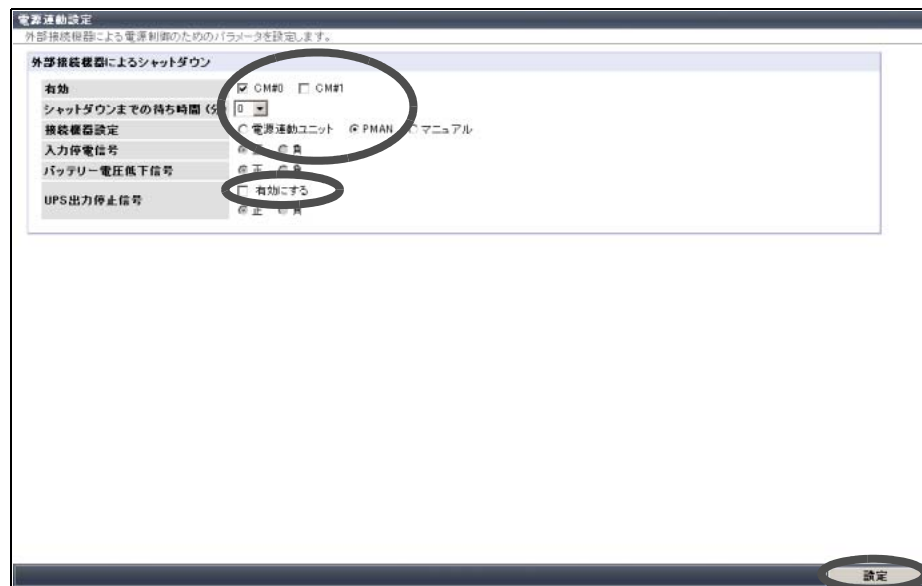 電源連動設定
外部接続機器による電源制御のためのパラメータを設定します。
外部接続機器によるシャットダウン
有効 CM#0 CM#1
シャットダウンまでの待ち時間 (分 0
接続機器設定 電源連動ユニット PMAN マニュアル
入力停電信号 正 負
バッテリー電圧低下信号 正 負
有効にする
UPS出力停止信号
正 負
設定